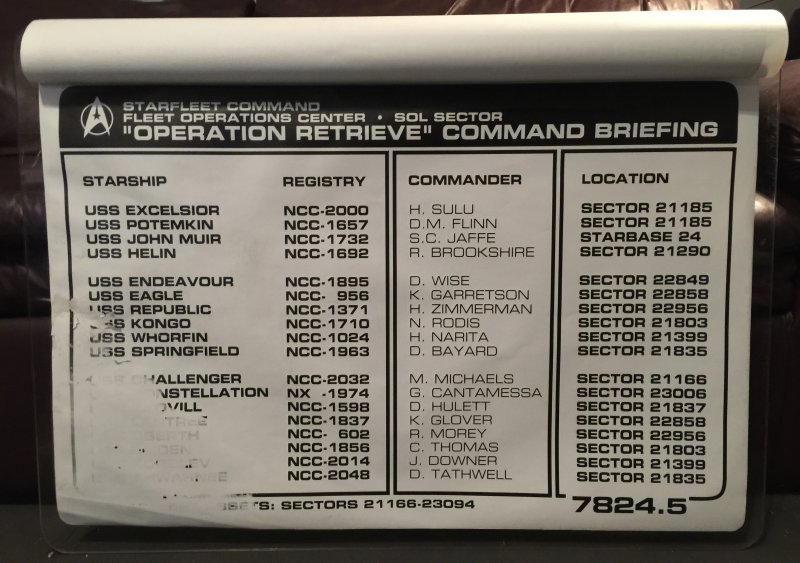 STARFLEET COMMAND
FLEET OPERATIONS CENTER • SOL SECTOR
"OPERATION RETRIEVE" COMMAND BRIEFING
STARSHIP REGISTRY COMMANDER LOCATION
USS EXCELSIOR NCC-2000 H. SULU SECTOR 21185
USS POTEMKIN NCC-1657 D.M. FLINN SECTOR 21185
USS JOHN MUIR NCC-1732 S.C. JAFFE STARBASE 24
USS HELIN NCC-1692 R. BROOKSHIRE SECTOR 21290
USS ENDEAVOUR NCC-1895 D. WISE SECTOR 22849
USS EAGLE NCC- 956 K. GARRETSON SECTOR 22858
USS REPUBLIC NCC-1371 H. ZIMMERMAN SECTOR 22956
USS KONGO NCC-1710 N. RODIS SECTOR 21803
USS WHORFIN NCC-1024 H. NARITA SECTOR 21399
USS SPRINGFIELD NCC-1963 D. BAYARD SECTOR 21835
USS CHALLENGER NCC-2032 M. MICHAELS SECTOR 21166
NSTELLATION NX -1974 G. CANTAMESSA SECTOR 23006
OVILL NCC-1598 D. HULETT SECTOR 21837
NCC-1837 K. GLOVER SECTOR 22858
NCC- 602 R. MOREY SECTOR 22956
DEN NCC-1856 C. THOMAS SECTOR 21803
EV NCC-2014 J. DOWNER SECTOR 21399
NCC-2048 D. TATHWELL SECTOR 21835
SETS: SECTORS 21166-23094 7824.5